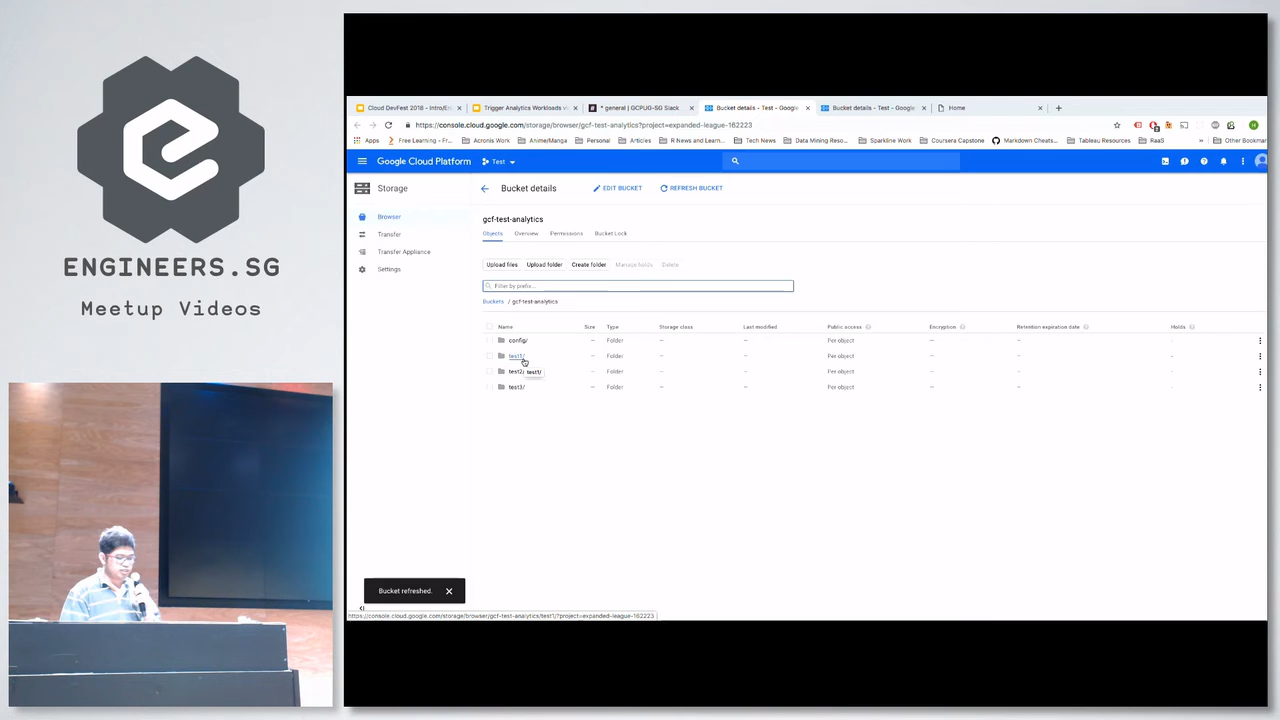 ENGINEERS.SG
Meetup Videos
Cloud DevFest 2018 - Intro/En
Trigger Analytics Workloads v
* general | GCPUG-SG Slack
Bucket details - Test - Google
Bucket details - Test - Google
Home
https://console.cloud.google.com/storage/browser/gcf-test-analytics?project=expanded-league-162223
Apps
Free Learning - Fr...
Acronis Work
Anime/Manga
Personal
Articles
R News and Learn...
Tech News
Data Mining Reso...
Sparkline Work
Coursera Capstone
Markdown Cheats...
Tableau Resources
RaaS
»
Other Bookmar
Google Cloud Platform
Test
Storage
Bucket details
EDIT BUCKET
REFRESH BUCKET
Browser
Transfer
Transfer Appliance
Settings
gcf-test-analytics
Objects Overview Permissions Bucket Lock
Upload files Upload folder Create folder Manage holds Delete
Filter by prefix...
Buckets / gcf-test-analytics
Name Size Type Storage class Last modified Public access Encryption Retention expiration date Holds
config/ — Folder — — Per object — — -
test1/ — Folder — — Per object — — -
test2/ — Folder — — Per object — — -
test1/
test3/ — Folder — — Per object — — -
Bucket refreshed.
https://console.cloud.google.com/storage/browser/gcf-test-analytics/test1/?project=expanded-league-162223